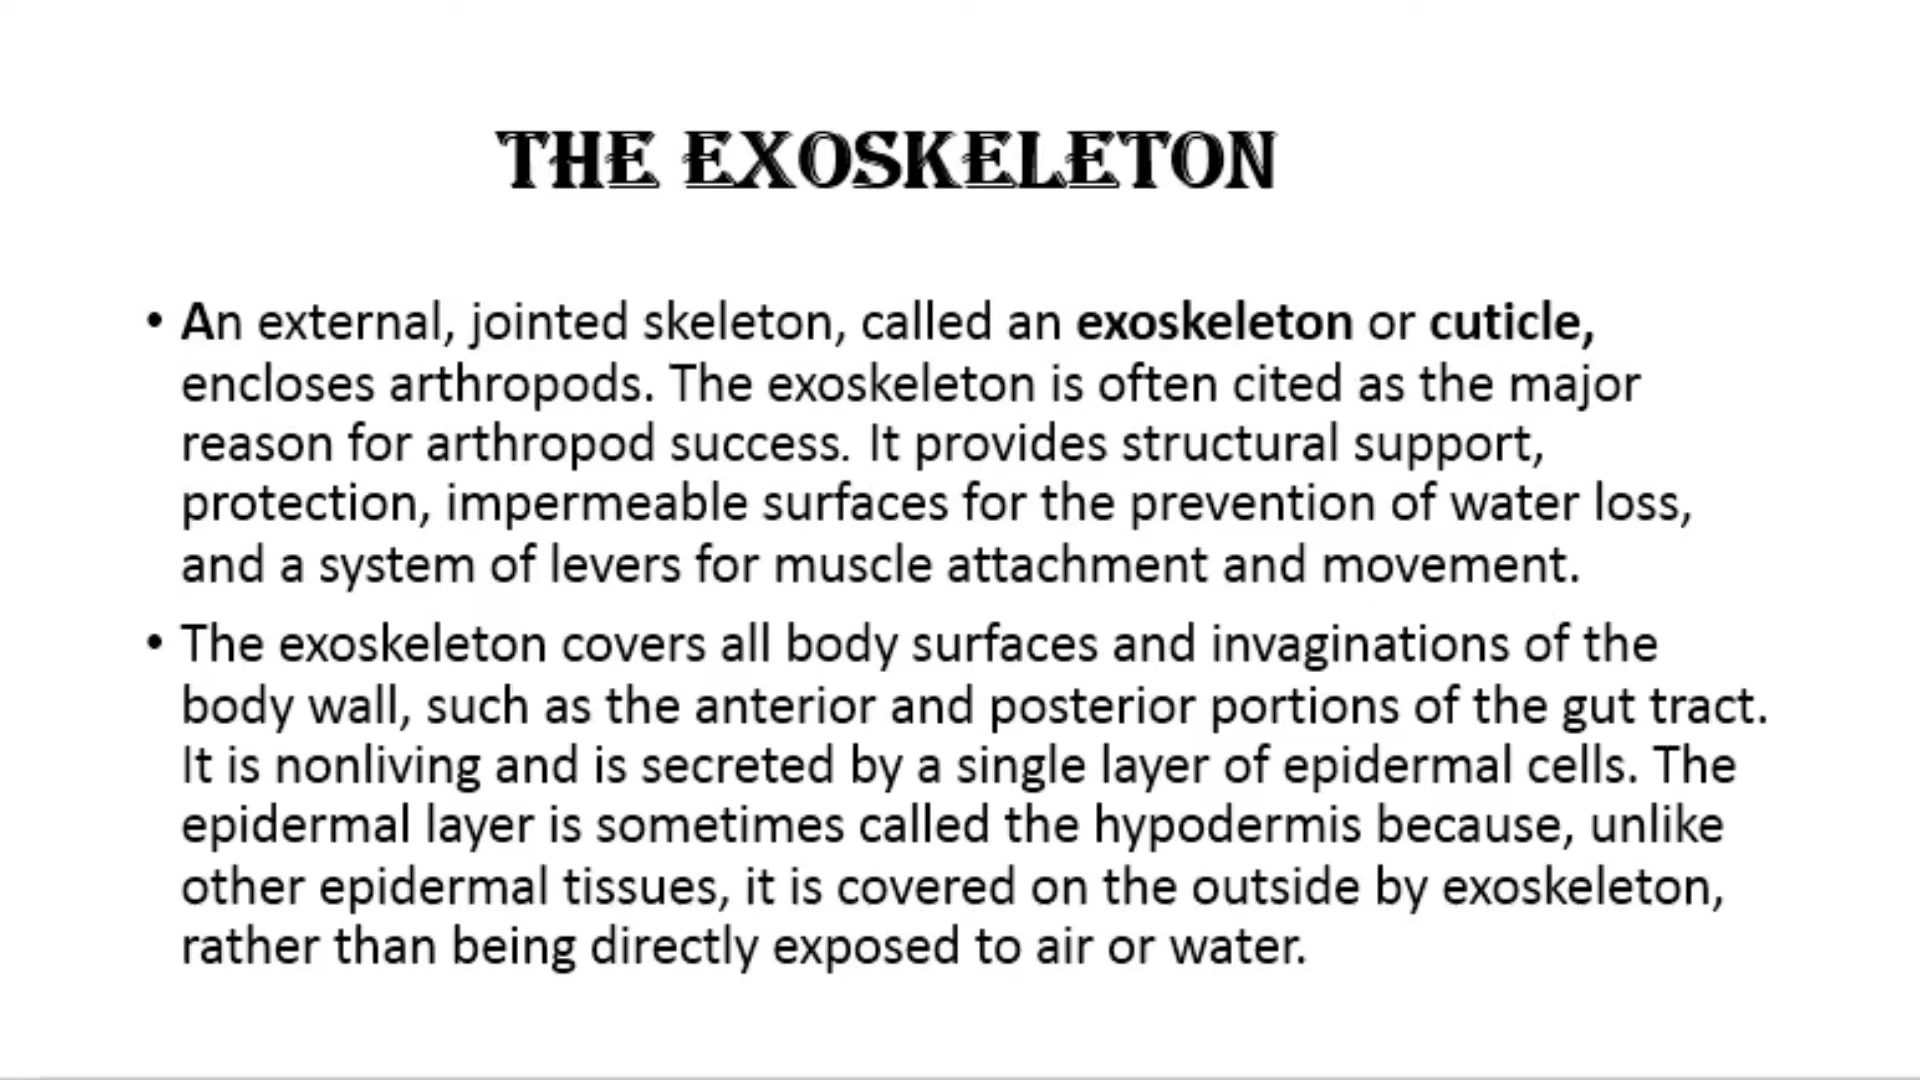 THE EXOSKELETON
• An external, jointed skeleton, called an exoskeleton or cuticle,
encloses arthropods. The exoskeleton is often cited as the major
reason for arthropod success. It provides structural support,
protection, impermeable surfaces for the prevention of water loss,
and a system of levers for muscle attachment and movement.
• The exoskeleton covers all body surfaces and invaginations of the
body wall, such as the anterior and posterior portions of the gut tract.
It is nonliving and is secreted by a single layer of epidermal cells. The
epidermal layer is sometimes called the hypodermis because, unlike
other epidermal tissues, it is covered on the outside by exoskeleton,
rather than being directly exposed to air or water.